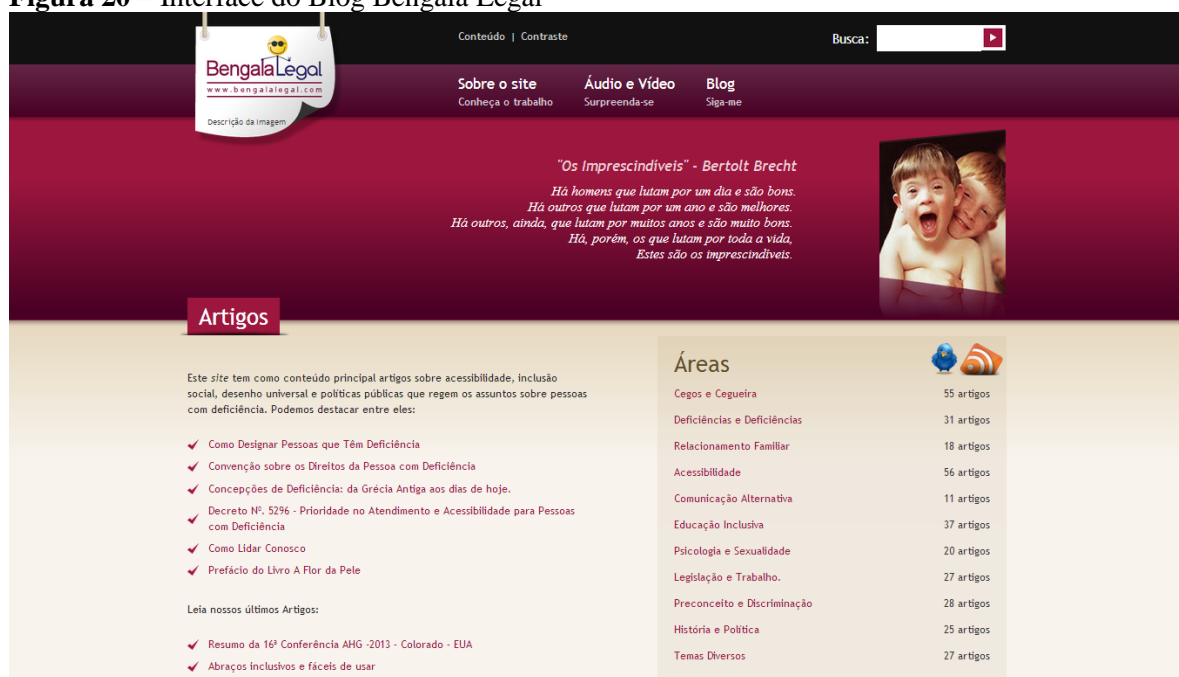 Figura 20 – Interface do Blog Bengala Legal
Conteúdo | Contraste
Busca:
BengalaLegal
www.bengalalegal.com
Descrição da imagem
Sobre o site
Conheça o trabalho
Áudio e Vídeo
Surpreenda-se
Blog
Siga-me
"Os Imprescindíveis" - Bertolt Brecht
Há homens que lutam por um dia e são bons.
Há outros que lutam por um ano e são melhores.
Há outros, ainda, que lutam por muitos anos e são muito bons.
Há, porém, os que lutam por toda a vida,
Estes são os imprescindíveis.
Artigos
Este site tem como conteúdo principal artigos sobre acessibilidade, inclusão
social, desenho universal e políticas públicas que regem os assuntos sobre pessoas
com deficiência. Podemos destacar entre eles:
Como Designar Pessoas que Têm Deficiência
Convenção sobre os Direitos da Pessoa com Deficiência
Concepções de Deficiência: da Grécia Antiga aos dias de hoje.
Decreto Nº. 5296 - Prioridade no Atendimento e Acessibilidade para Pessoas
com Deficiência
Como Lidar Conosco
Prefácio do Livro A Flor da Pele
Leia nossos últimos Artigos:
Resumo da 16ª Conferência AHG -2013 - Colorado - EUA
Abraços inclusivos e fáceis de usar
Áreas
Cegos e Cegueira 55 artigos
Deficiências e Deficiências 31 artigos
Relacionamento Familiar 18 artigos
Acessibilidade 56 artigos
Comunicação Alternativa 11 artigos
Educação Inclusiva 37 artigos
Psicologia e Sexualidade 20 artigos
Legislação e Trabalho. 27 artigos
Preconceito e Discriminação 28 artigos
História e Política 25 artigos
Temas Diversos 27 artigos